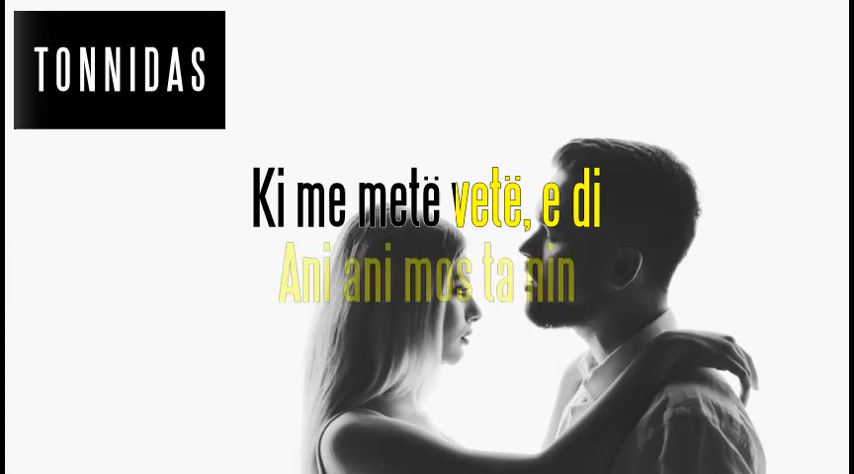 TONNIDAS
Ki me metë vetë, e di
Ani ani mos ta nin